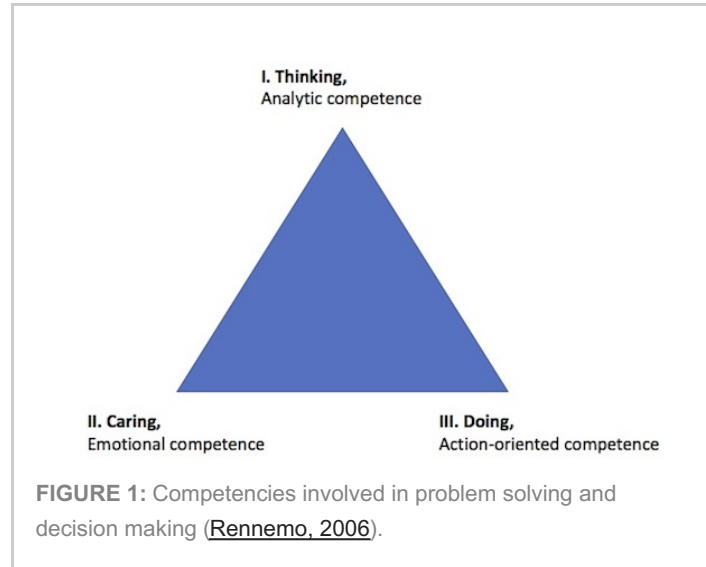 I. Thinking,
Analytic competence
II. Caring,
Emotional competence
III. Doing,
Action-oriented competence
FIGURE 1: Competencies involved in problem solving and
decision making (Rennemo, 2006).